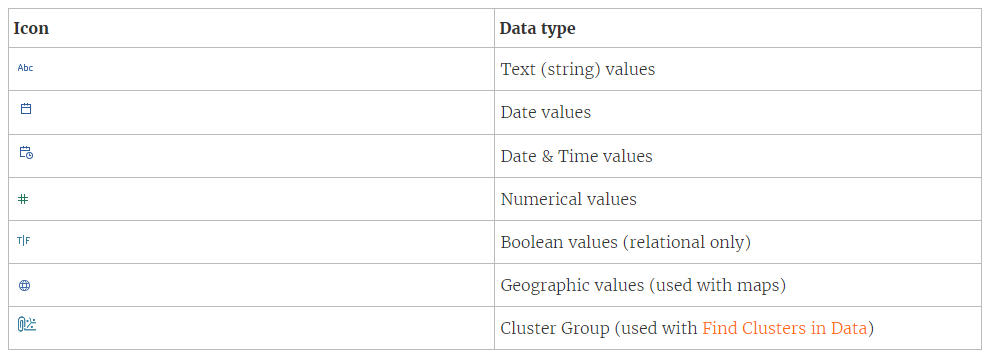 Icon Data type
Abc Text (string) values
Date values
Date & Time values
# Numerical values
T|F Boolean values (relational only)
Geographic values (used with maps)
Cluster Group (used with Find Clusters in Data)